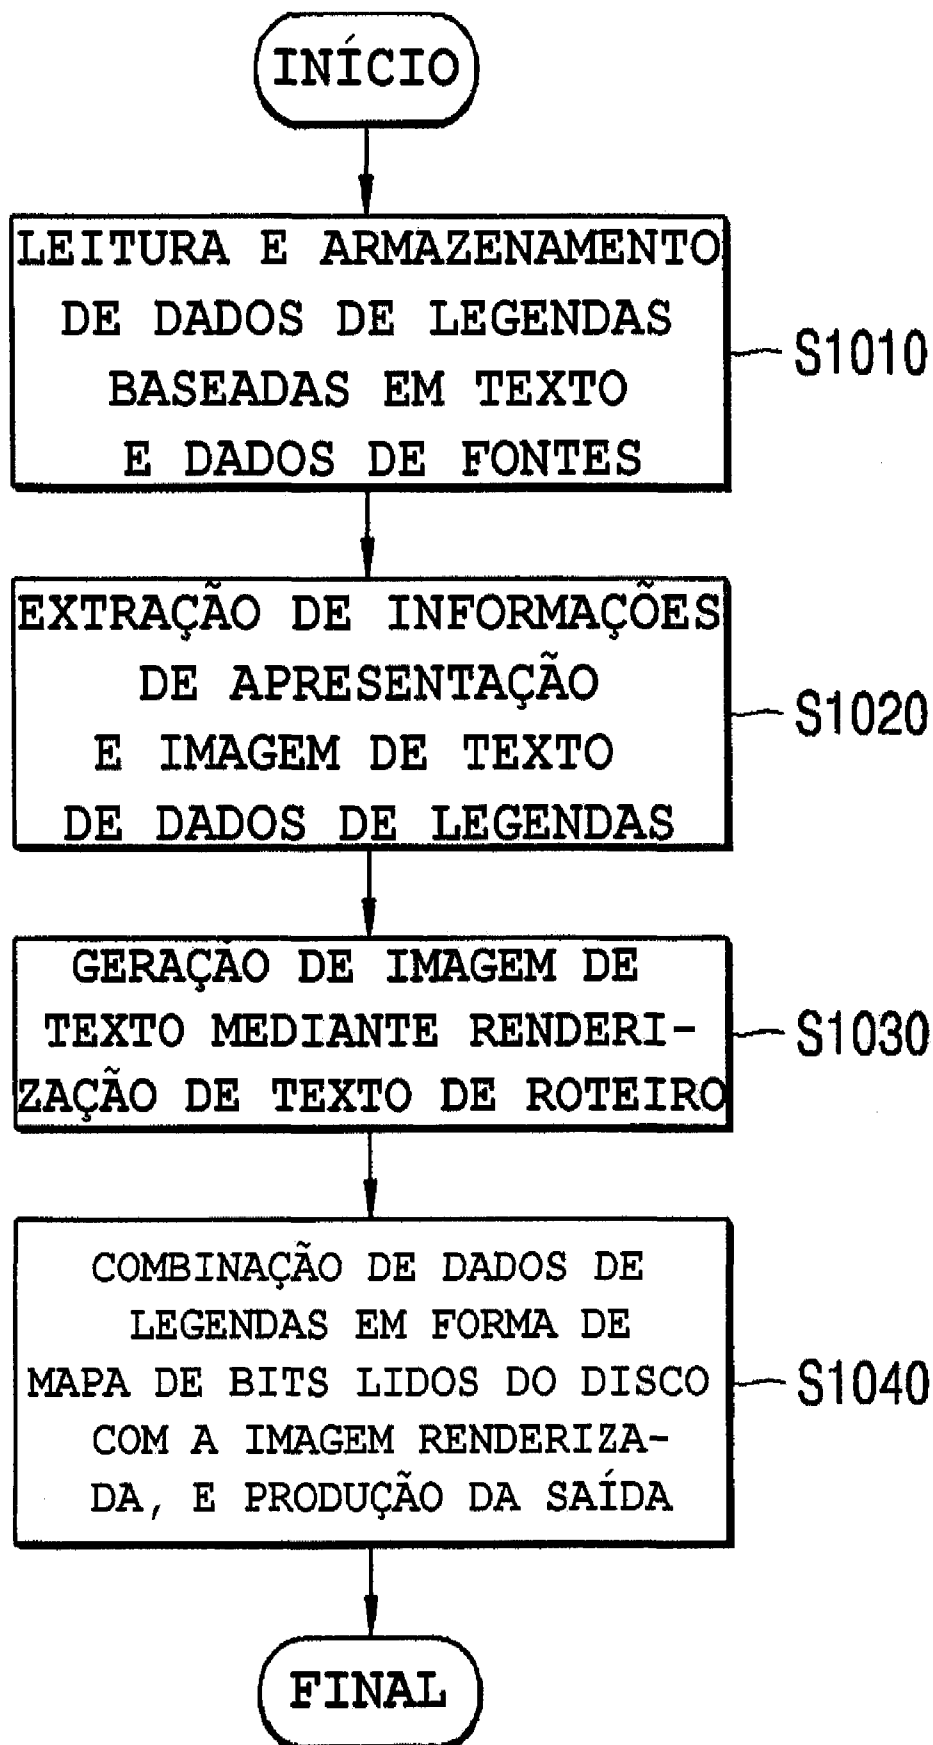 INÍCIO
LEITURA E ARMAZENAMENTO
DE DADOS DE LEGENDAS
BASEADAS EM TEXTO
E DADOS DE FONTES
S1010
EXTRAÇÃO DE INFORMAÇÕES
DE APRESENTAÇÃO
E IMAGEM DE TEXTO
DE DADOS DE LEGENDAS
S1020
GERAÇÃO DE IMAGEM DE
TEXTO MEDIANTE RENDERI-
ZAÇÃO DE TEXTO DE ROTEIRO
S1030
COMBINAÇÃO DE DADOS DE
LEGENDAS EM FORMA DE
MAPA DE BITS LIDOS DO DISCO
COM A IMAGEM RENDERIZA-
DA, E PRODUÇÃO DA SAÍDA
S1040
FINAL